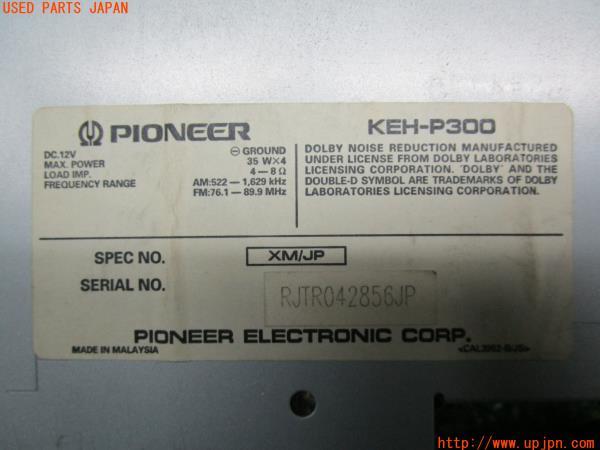 USED PARTS JAPAN
PIONEER
KEH-P300
DC.12V ⊖ GROUND
MAX. POWER 35 W×4
LOAD IMP. 4 — 8 Ω
FREQUENCY RANGE AM:522 — 1,629 kHz
FM:76.1 — 89.9 MHz
DOLBY NOISE REDUCTION MANUFACTURED
UNDER LICENSE FROM DOLBY LABORATORIES
LICENSING CORPORATION. "DOLBY" AND THE
DOUBLE-D SYMBOL ARE TRADEMARKS OF DOLBY
LABORATORIES LICENSING CORPORATION.
SPEC NO. XM/JP
SERIAL NO. RJTR042856JP
PIONEER ELECTRONIC CORP.
MADE IN MALAYSIA
http://www.upjpn.com/